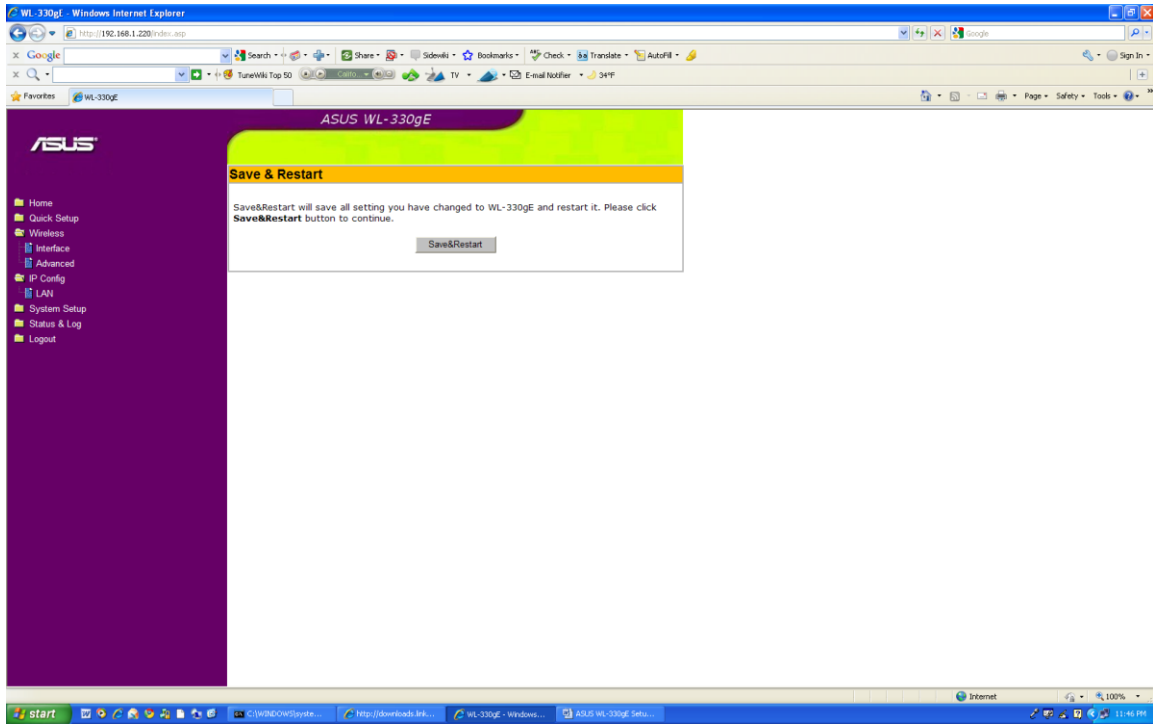 WL-330gE - Windows Internet Explorer
http://192.168.1.220/index.asp
Google
Google
Search
Share
Sidewiki
Bookmarks
Check
Translate
AutoFill
Sign In
TuneWiki Top 50
TV
E-mail Notifier
34°F
Favorites
WL-330gE
Page
Safety
Tools
ASUS WL-330gE
ASUS
Home
Quick Setup
Wireless
Interface
Advanced
IP Config
LAN
System Setup
Status & Log
Logout
Save & Restart
Save&Restart will save all setting you have changed to WL-330gE and restart it. Please click
Save&Restart button to continue.
Save&Restart
Internet
100%
start
C:\WINDOWS\syste...
http://downloads.link...
WL-330gE - Windows...
ASUS WL-330gE Setu...
11:46 PM